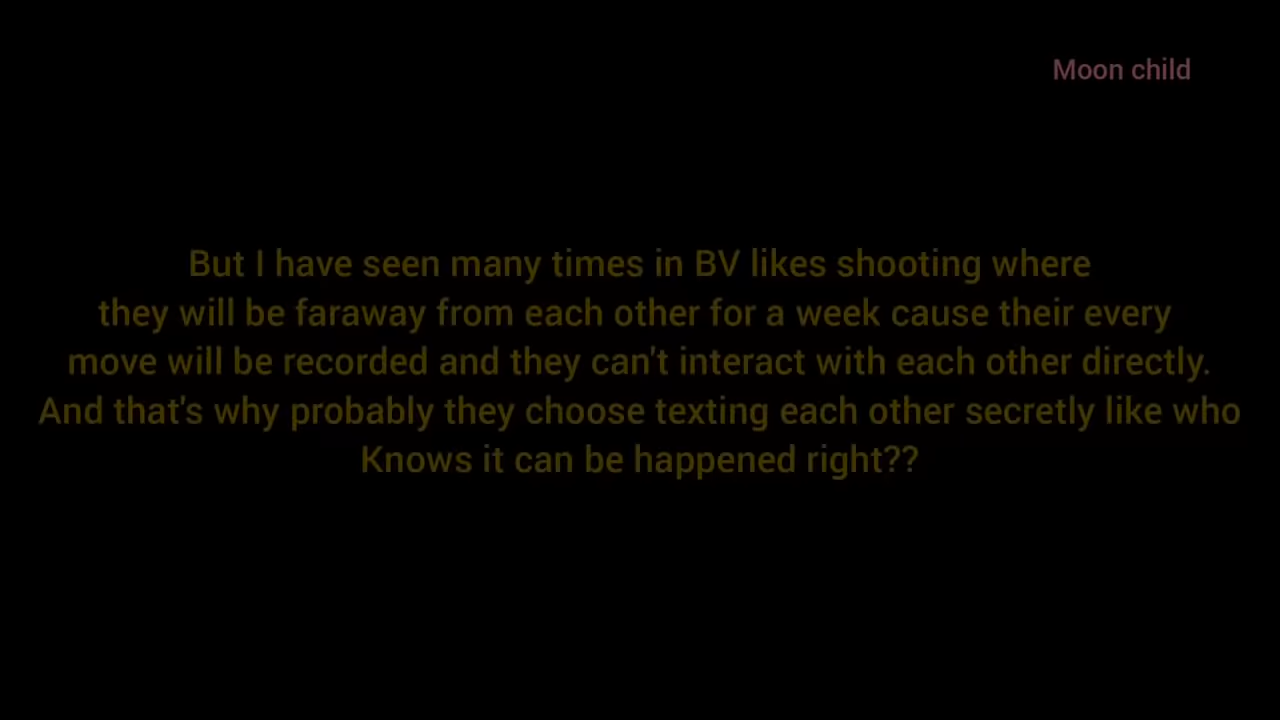 Moon child
But I have seen many times in BV likes shooting where
they will be faraway from each other for a week cause their every
move will be recorded and they can't interact with each other directly.
And that's why probably they choose texting each other secretly like who
Knows it can be happened right??